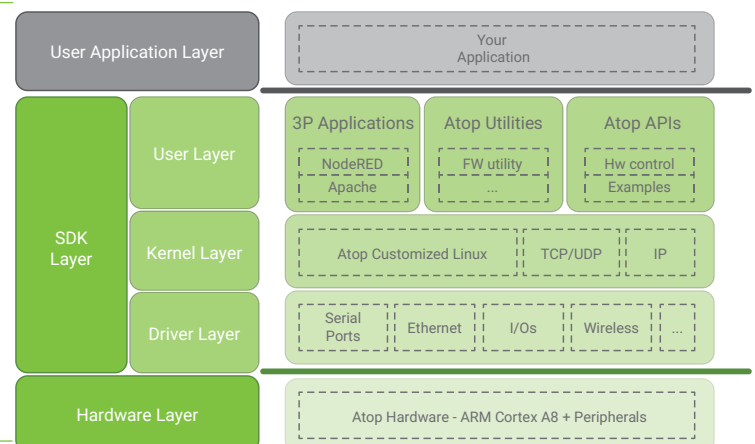 User Application Layer
Your
Application
SDK
Layer
User Layer
3P Applications
NodeRED
Apache
Atop Utilities
FW utility
...
Atop APIs
Hw control
Examples
Kernel Layer
Atop Customized Linux
TCP/UDP
IP
Driver Layer
Serial
Ports
Ethernet
I/Os
Wireless
...
Hardware Layer
Atop Hardware - ARM Cortex A8 + Peripherals